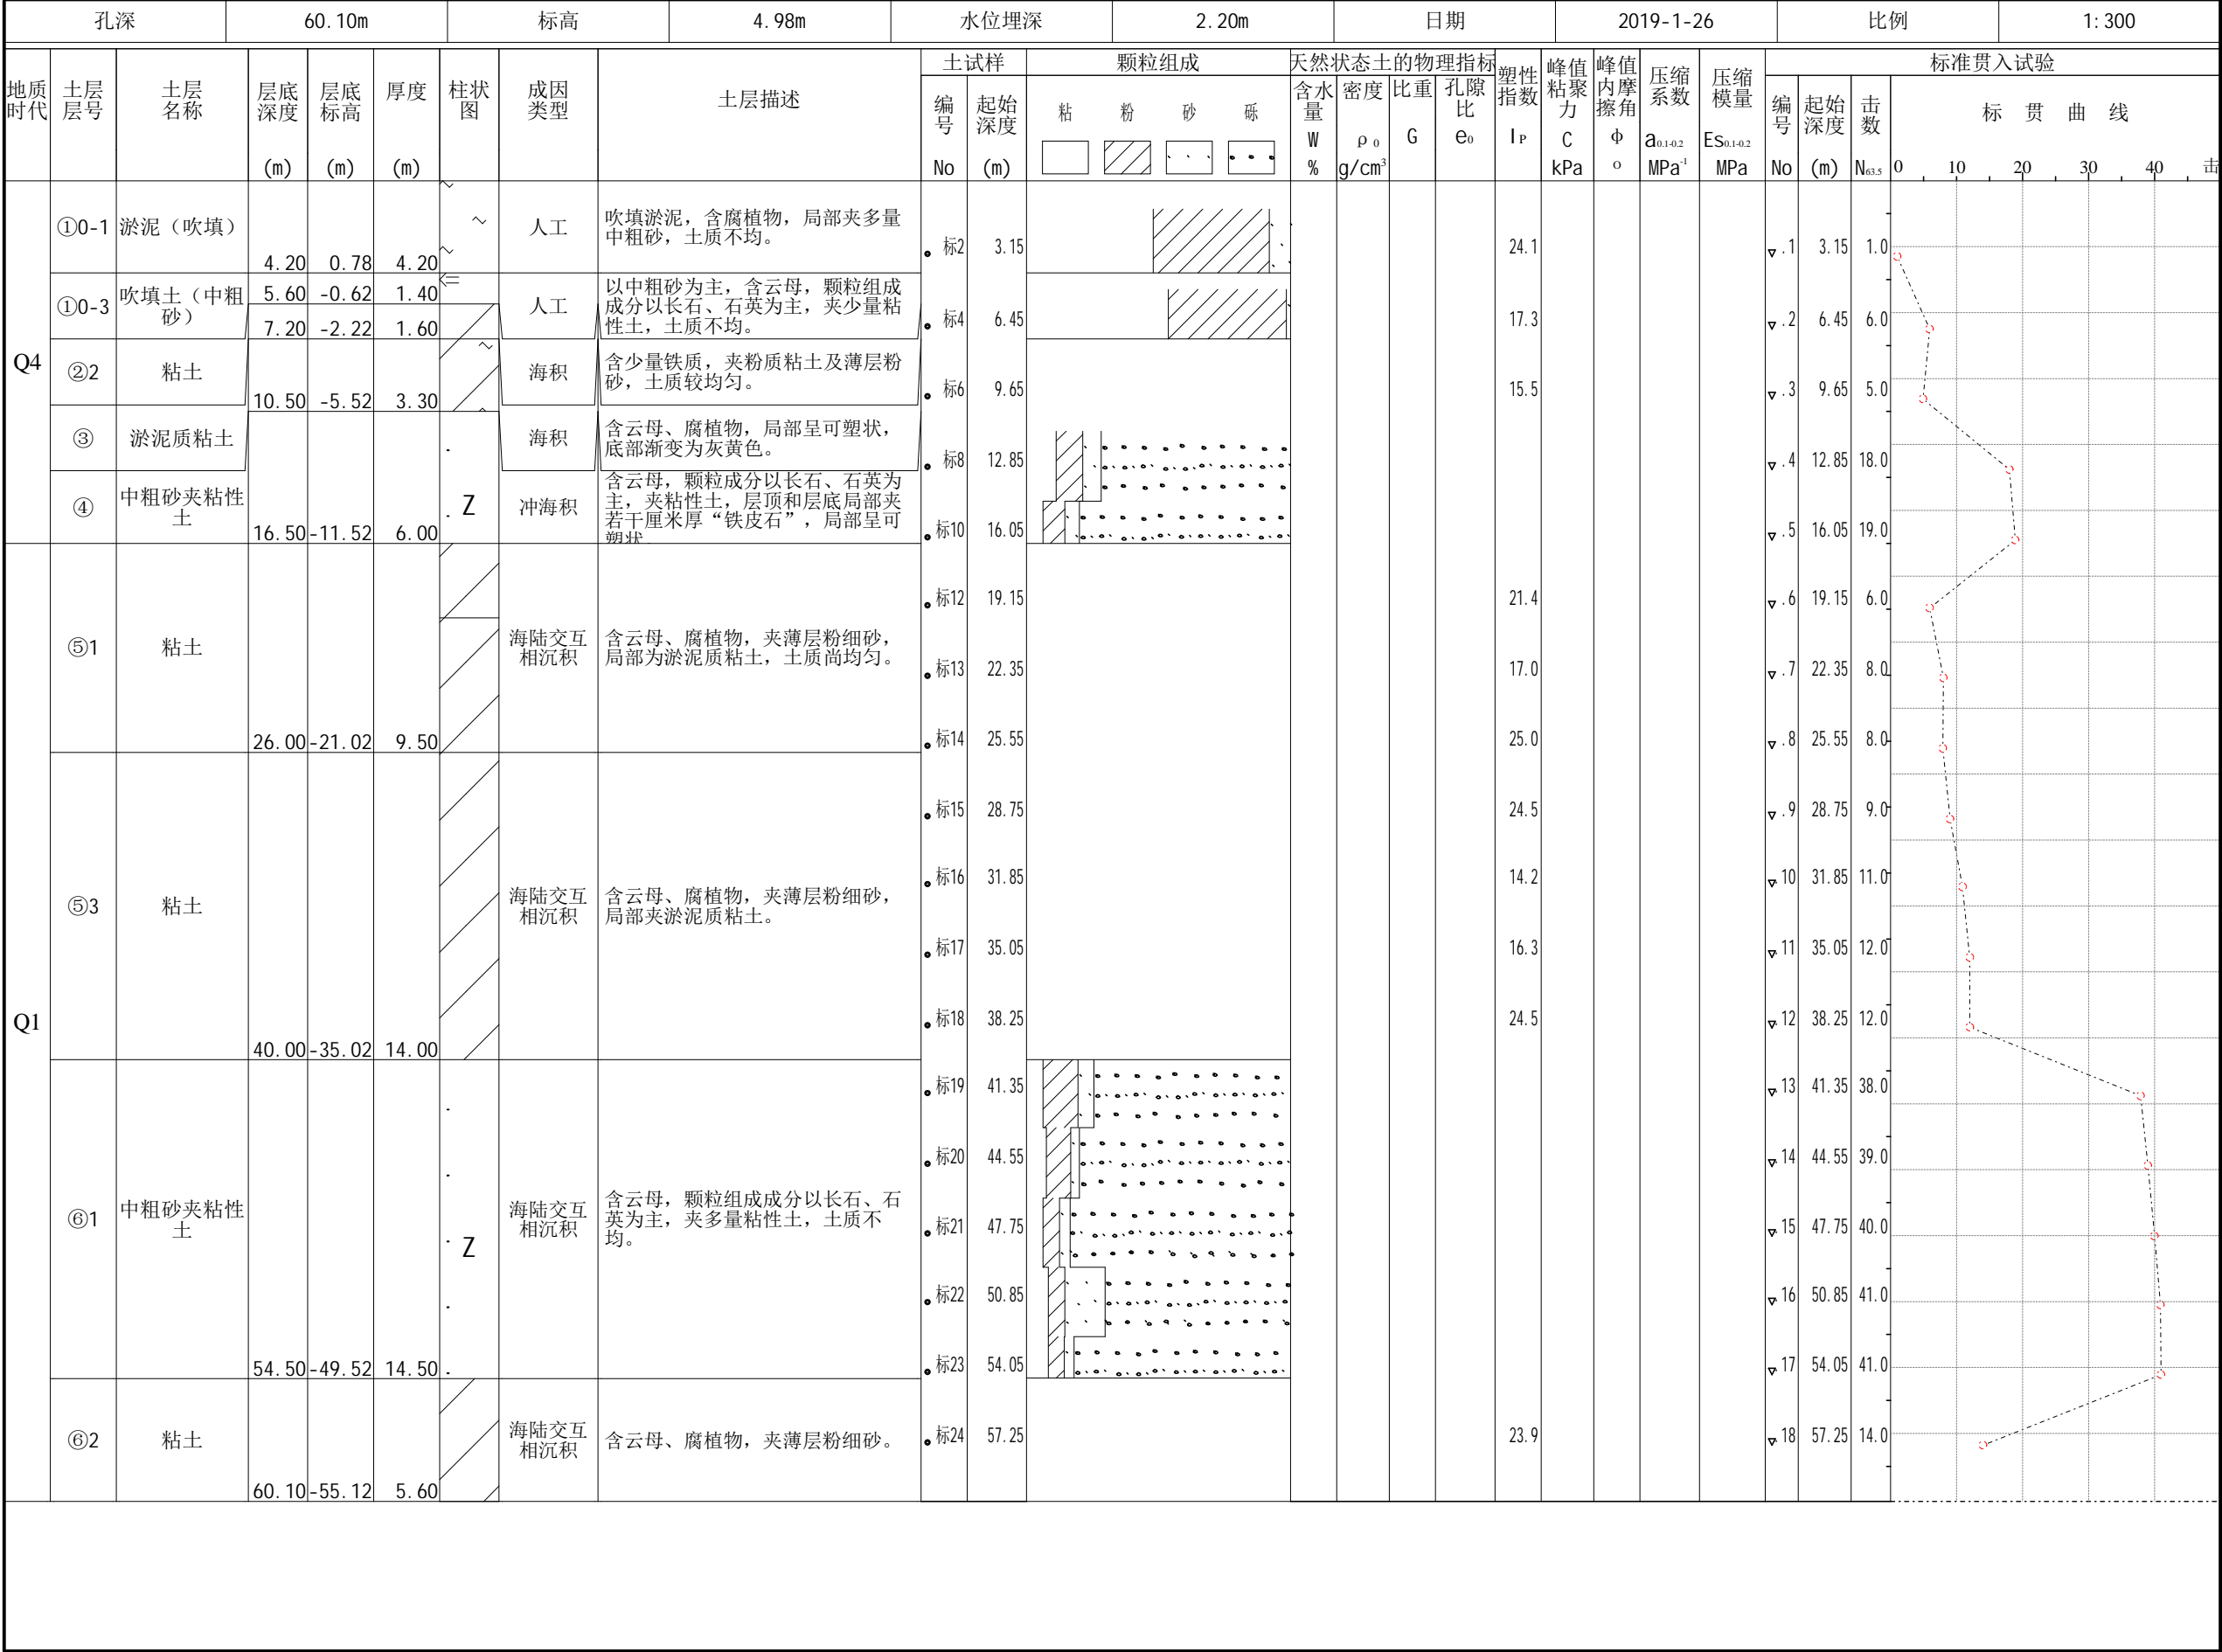 孔深 60.10m 标高 4.98m 水位埋深 2.20m 日期 2019-1-26 比例 1:300
土试样 颗粒组成 天然状态土的物理指标 标准贯入试验
地质时代 土层层号 土层名称 层底深度 (m) 层底标高 (m) 厚度 (m) 柱状图 成因类型 土层描述
编号 No 起始深度 (m) 粘 粉 砂 砾
含水量 W % 密度 ρ0 g/cm³ 比重 G 孔隙比 e0 塑性指数 IP 峰值粘聚力 C kPa 峰值内摩擦角 φ ° 压缩系数 a0.1-0.2 MPa-1 压缩模量 Es0.1-0.2 MPa
编号 No 起始深度 (m) 击数 N63.5 标贯曲线
0 10 20 30 40 击
Q4
①0-1 淤泥（吹填） 4.20 0.78 4.20 人工
吹填淤泥，含腐植物，局部夹多量
中粗砂，土质不均。
标2 3.15 24.1 .1 3.15 1.0
①0-3 吹填土（中粗砂） 5.60 -0.62 1.40 人工
以中粗砂为主，含云母，颗粒组成
成分以长石、石英为主，夹少量粘
性土，土质不均。
7.20 -2.22 1.60
标4 6.45 17.3 .2 6.45 6.0
②2 粘土 海积
含少量铁质，夹粉质粘土及薄层粉
砂，土质较均匀。
10.50 -5.52 3.30
标6 9.65 15.5 .3 9.65 5.0
③ 淤泥质粘土 海积
含云母、腐植物，局部呈可塑状，
底部渐变为灰黄色。
标8 12.85 .4 12.85 18.0
④ 中粗砂夹粘性土 16.50 -11.52 6.00 Z 冲海积
含云母，颗粒成分以长石、石英为
主，夹粘性土，层顶和层底局部夹
若干厘米厚“铁皮石”，局部呈可
塑状
标10 16.05 .5 16.05 19.0
Q1
标12 19.15 21.4 .6 19.15 6.0
⑤1 粘土 26.00 -21.02 9.50 海陆交互相沉积
含云母、腐植物，夹薄层粉细砂，
局部为淤泥质粘土，土质尚均匀。
标13 22.35 17.0 .7 22.35 8.0
标14 25.55 25.0 .8 25.55 8.0
标15 28.75 24.5 .9 28.75 9.0
标16 31.85 14.2 10 31.85 11.0
⑤3 粘土 40.00 -35.02 14.00 海陆交互相沉积
含云母、腐植物，夹薄层粉细砂，
局部夹淤泥质粘土。
标17 35.05 16.3 11 35.05 12.0
标18 38.25 24.5 12 38.25 12.0
标19 41.35 13 41.35 38.0
标20 44.55 14 44.55 39.0
⑥1 中粗砂夹粘性土 54.50 -49.52 14.50 Z 海陆交互相沉积
含云母，颗粒组成成分以长石、石
英为主，夹多量粘性土，土质不
均。
标21 47.75 15 47.75 40.0
标22 50.85 16 50.85 41.0
标23 54.05 17 54.05 41.0
⑥2 粘土 60.10 -55.12 5.60 海陆交互相沉积
含云母、腐植物，夹薄层粉细砂。
标24 57.25 23.9 18 57.25 14.0